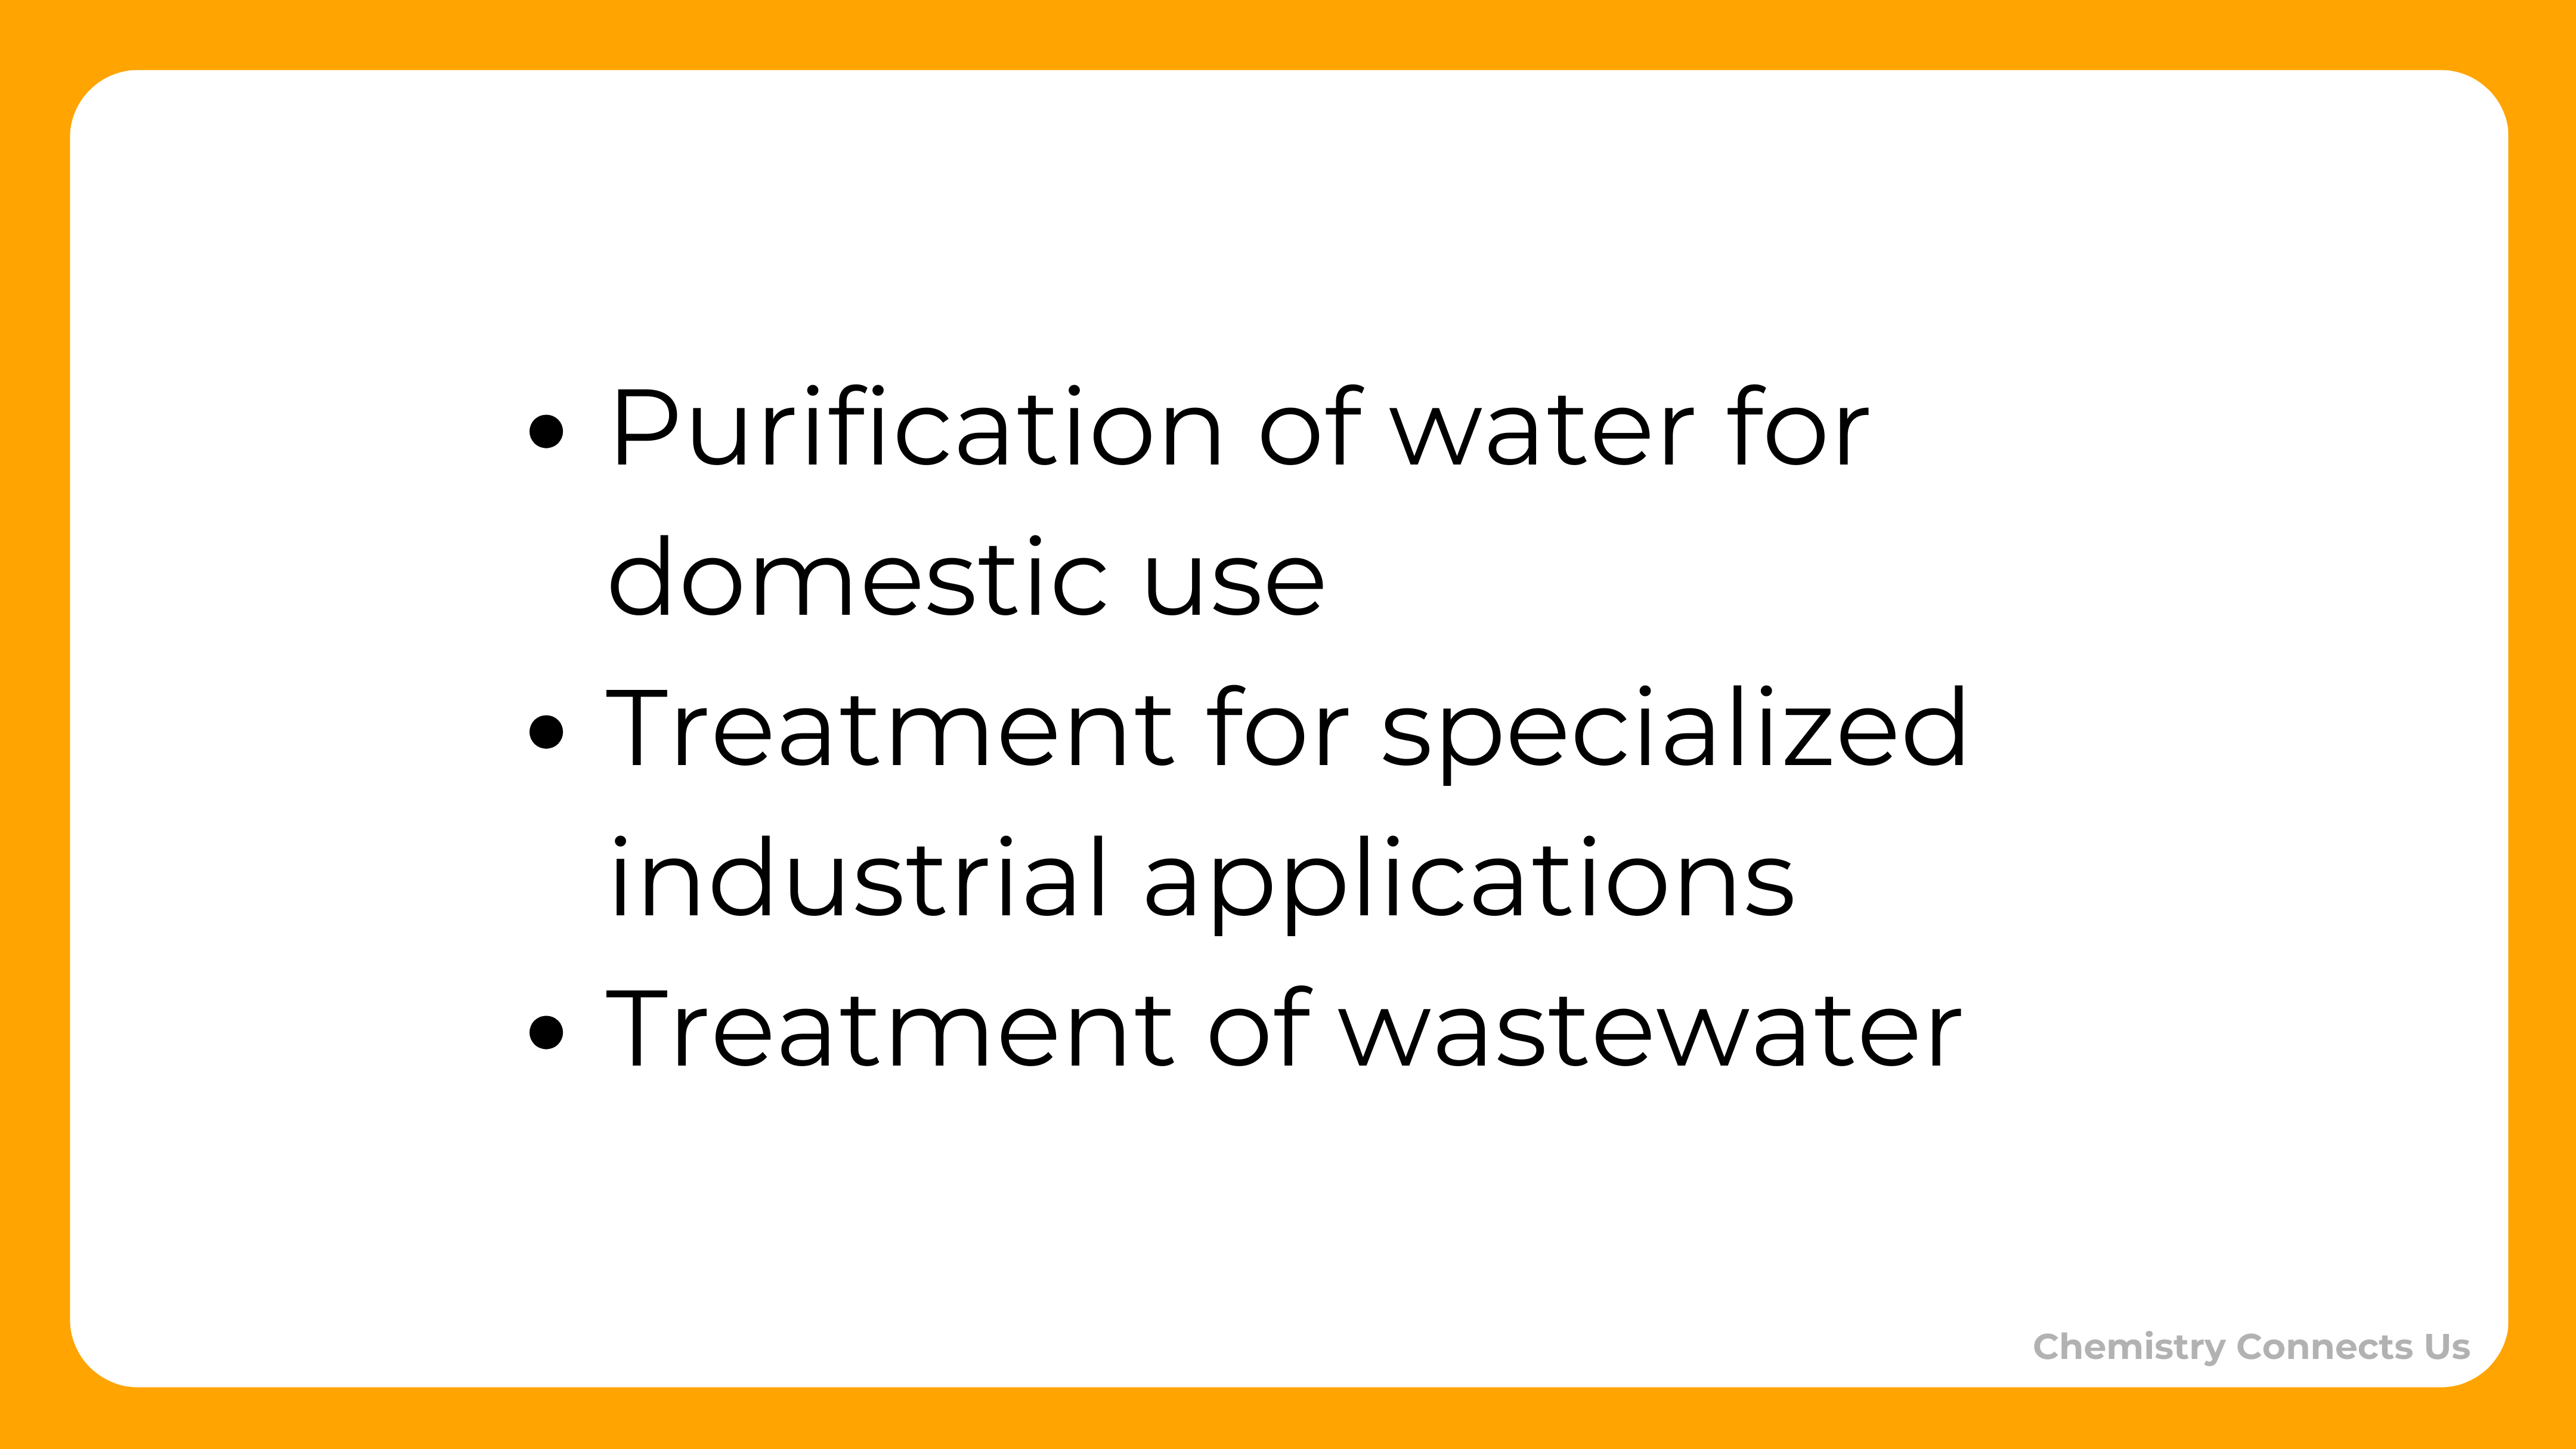 • Purification of water for
domestic use
• Treatment for specialized
industrial applications
• Treatment of wastewater
Chemistry Connects Us